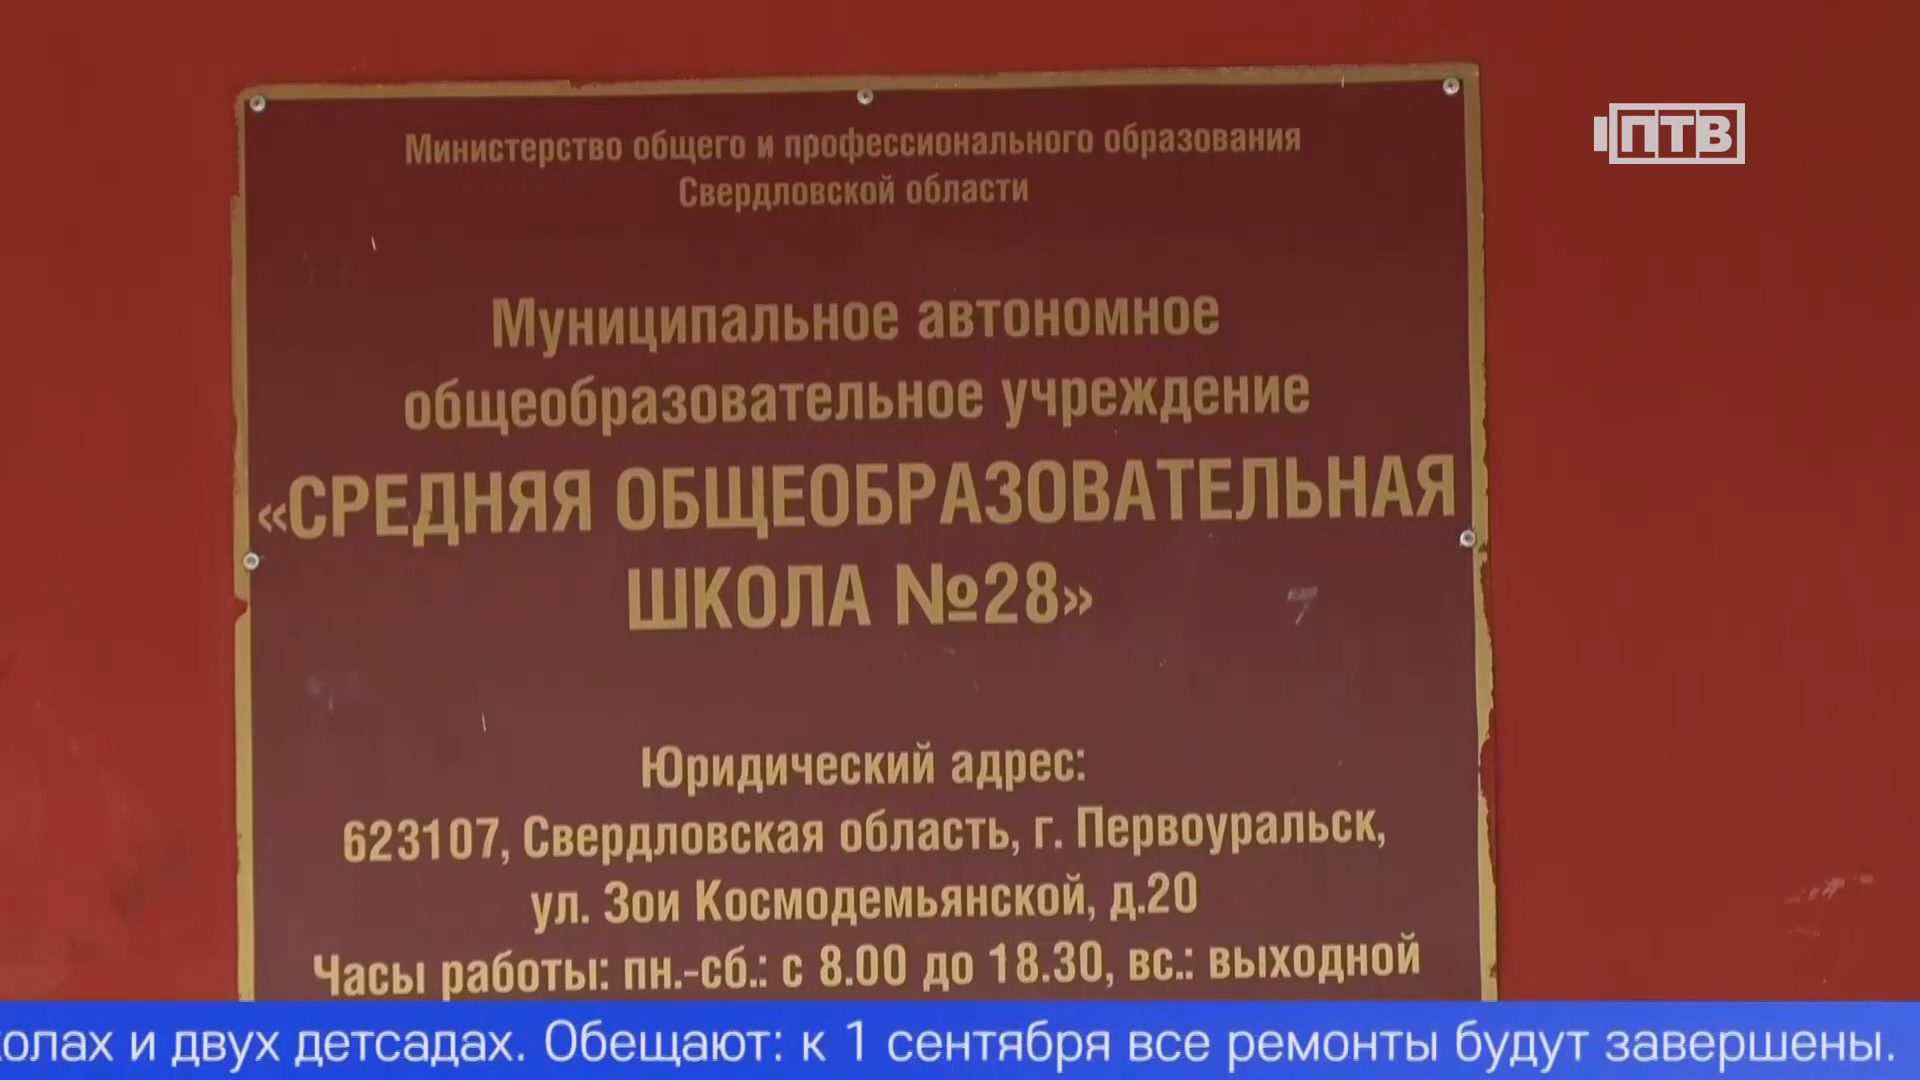 ПТВ
Министерство общего и профессионального образования
Свердловской области
Муниципальное автономное
общеобразовательное учреждение
«СРЕДНЯЯ ОБЩЕОБРАЗОВАТЕЛЬНАЯ
ШКОЛА №28»
Юридический адрес:
623107, Свердловская область, г. Первоуральск,
ул. Зои Космодемьянской, д.20
Часы работы: пн.-сб.: с 8.00 до 18.30, вс.: выходной
колах и двух детсадах. Обещают: к 1 сентября все ремонты будут завершены.